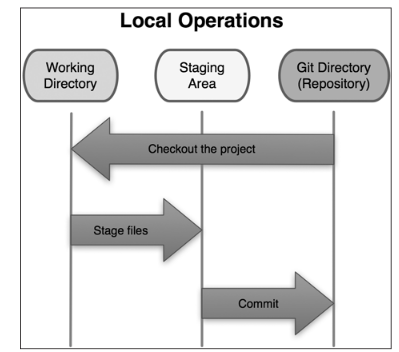 Local Operations
Working
Directory
Staging
Area
Git Directory
(Repository)
Checkout the project
Stage files
Commit